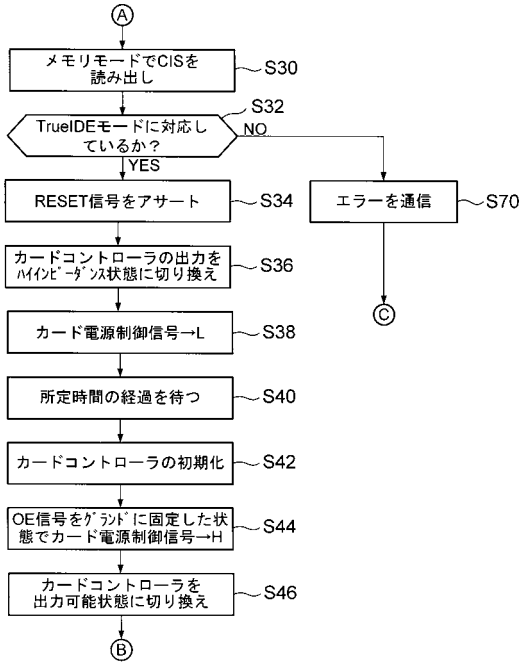 A
メモリモードでCISを
読み出し
S30
TrueIDEモードに対応し
ているか？
S32
NO
YES
RESET信号をアサート
S34
エラーを通信
S70
カードコントローラの出力を
ﾊｲｲﾝﾋﾟｰﾀﾞﾝｽ状態に切り換え
S36
C
カード電源制御信号→L
S38
所定時間の経過を待つ
S40
カードコントローラの初期化
S42
OE信号をｸﾞﾗﾝﾄﾞに固定した状
態でカード電源制御信号→H
S44
カードコントローラを
出力可能状態に切り換え
S46
B